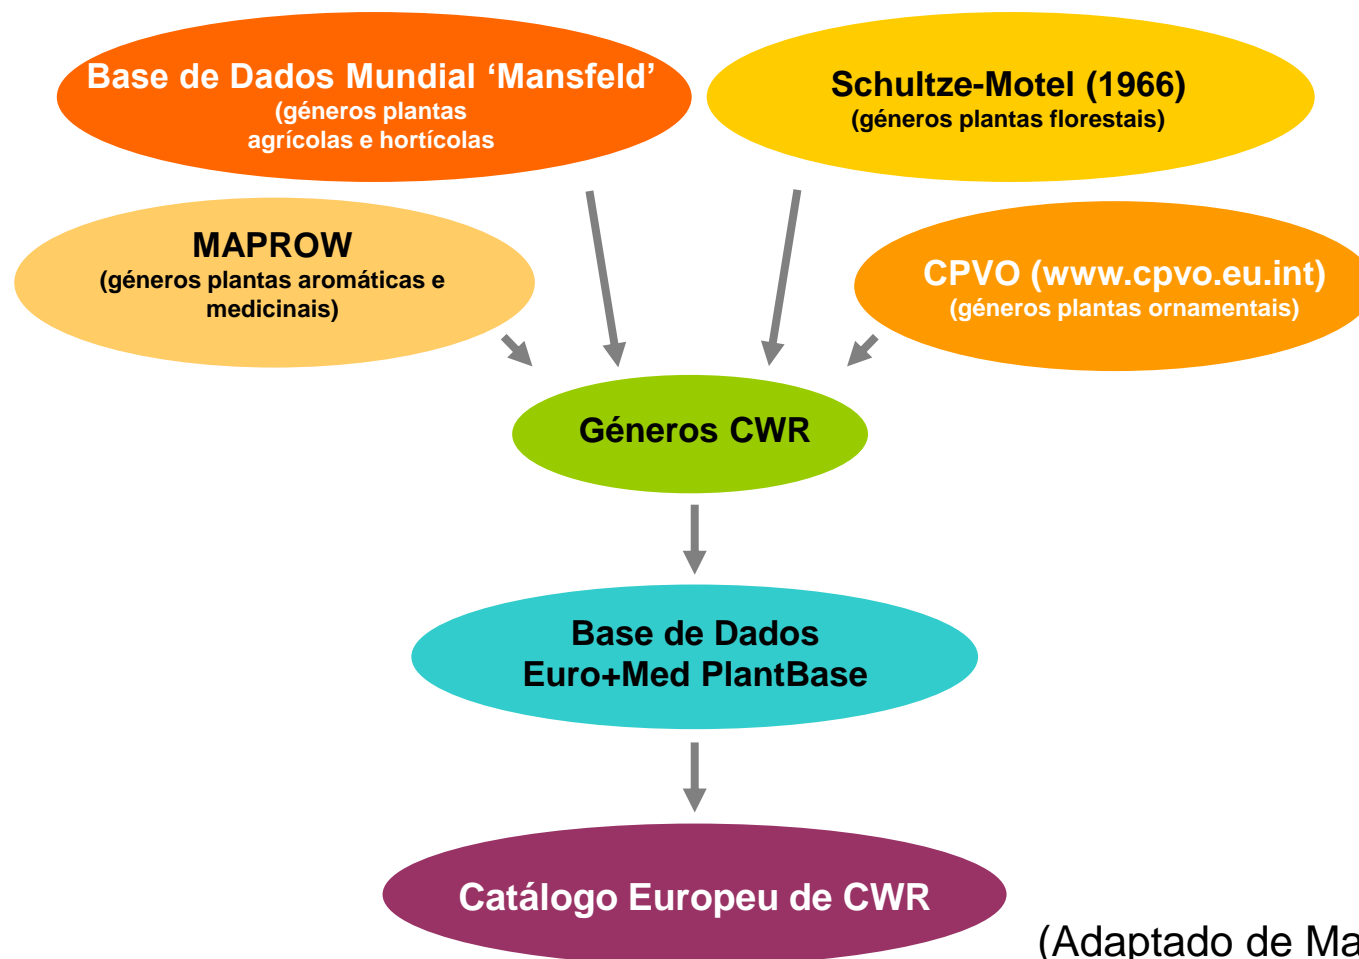 Base de Dados Mundial ‘Mansfeld’
(géneros plantas
agrícolas e hortícolas
Schultze-Motel (1966)
(géneros plantas florestais)
MAPROW
(géneros plantas aromáticas e
medicinais)
CPVO (www.cpvo.eu.int)
(géneros plantas ornamentais)
Géneros CWR
Base de Dados
Euro+Med PlantBase
Catálogo Europeu de CWR
(Adaptado de Ma